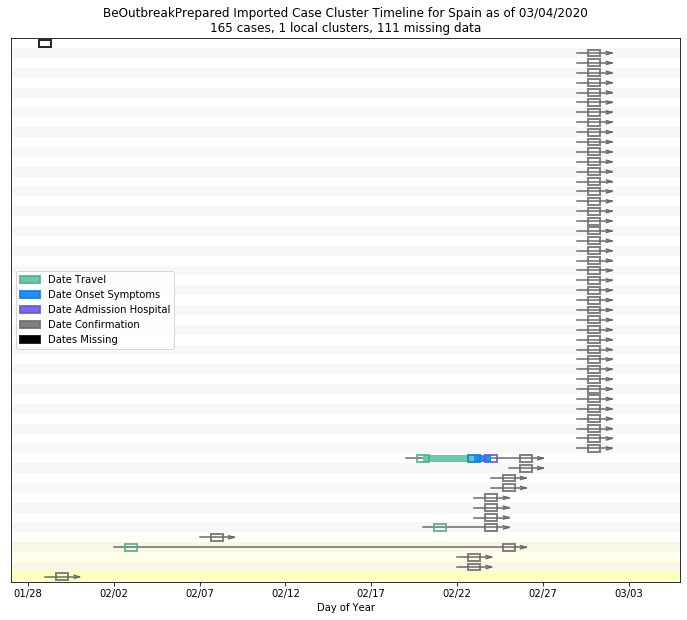 BeOutbreakPrepared Imported Case Cluster Timeline for Spain as of 03/04/2020
165 cases, 1 local clusters, 111 missing data
Date Travel
Date Onset Symptoms
Date Admission Hospital
Date Confirmation
Dates Missing
01/28 02/02 02/07 02/12 02/17 02/22 02/27 03/03
Day of Year